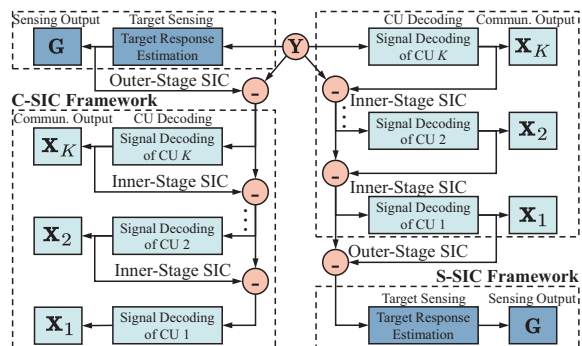 Sensing Output
Target Sensing
G
Target Response
Estimation
Y
Outer-Stage SIC
-
C-SIC Framework
Commun. Output
CU Decoding
X_K
Signal Decoding
of CU K
Inner-Stage SIC
-
⋮
X_2
Signal Decoding
of CU 2
Inner-Stage SIC
-
X_1
Signal Decoding
of CU 1
CU Decoding
Commun. Output
Signal Decoding
of CU K
X_K
-
Inner-Stage SIC
⋮
Signal Decoding
of CU 2
X_2
-
Inner-Stage SIC
Signal Decoding
of CU 1
X_1
-
Outer-Stage SIC
S-SIC Framework
Target Sensing
Sensing Output
Target Response
Estimation
G